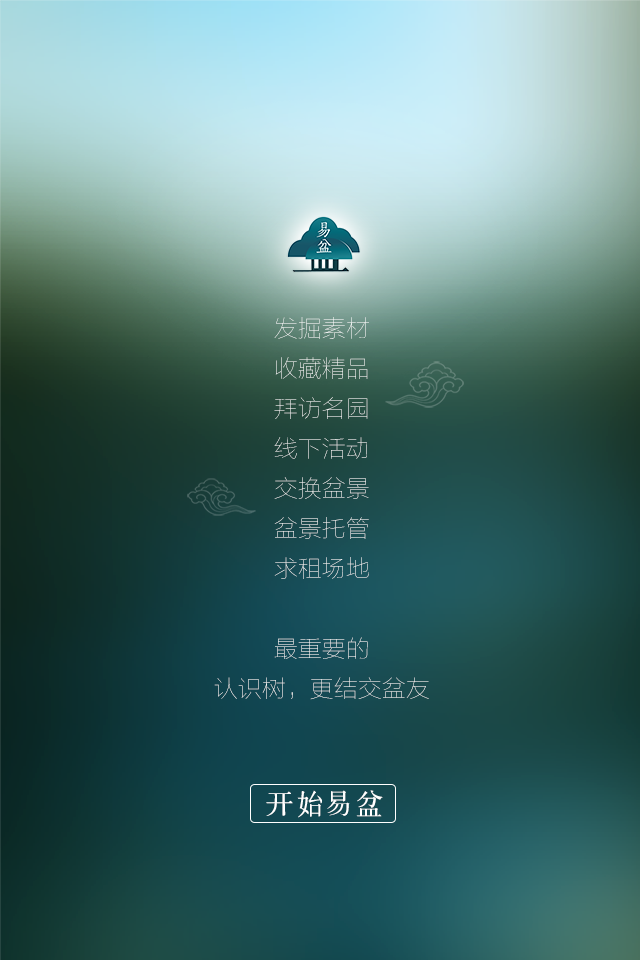 易
盆
发掘素材
收藏精品
拜访名园
线下活动
交换盆景
盆景托管
求租场地
最重要的
认识树，更结交盆友
开始易盆